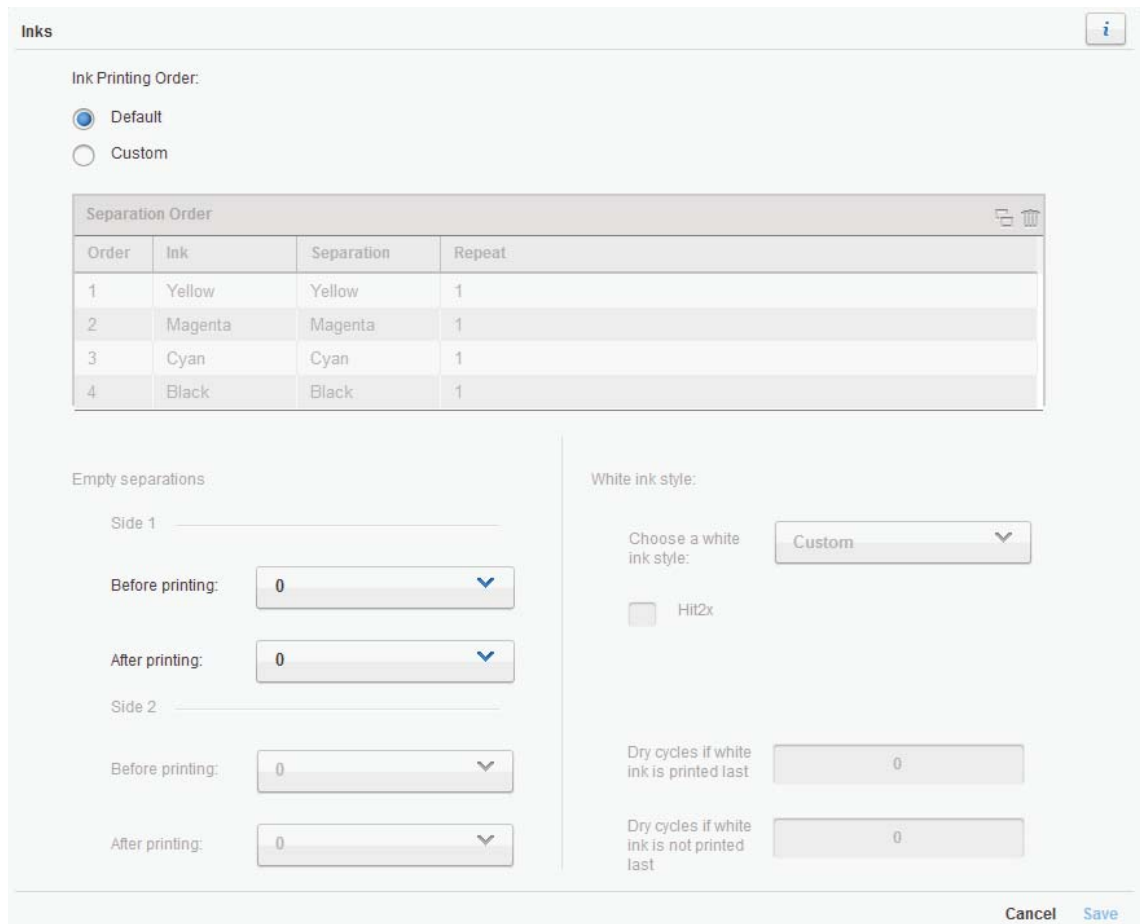 Inks
i
Ink Printing Order:
Default
Custom
Separation Order
Order Ink Separation Repeat
1 Yellow Yellow 1
2 Magenta Magenta 1
3 Cyan Cyan 1
4 Black Black 1
Empty separations
Side 1
Before printing: 0
After printing: 0
Side 2
Before printing: 0
After printing: 0
White ink style:
Choose a white
ink style:
Custom
Hit2x
Dry cycles if white
ink is printed last
0
Dry cycles if white
ink is not printed
last
0
Cancel Save